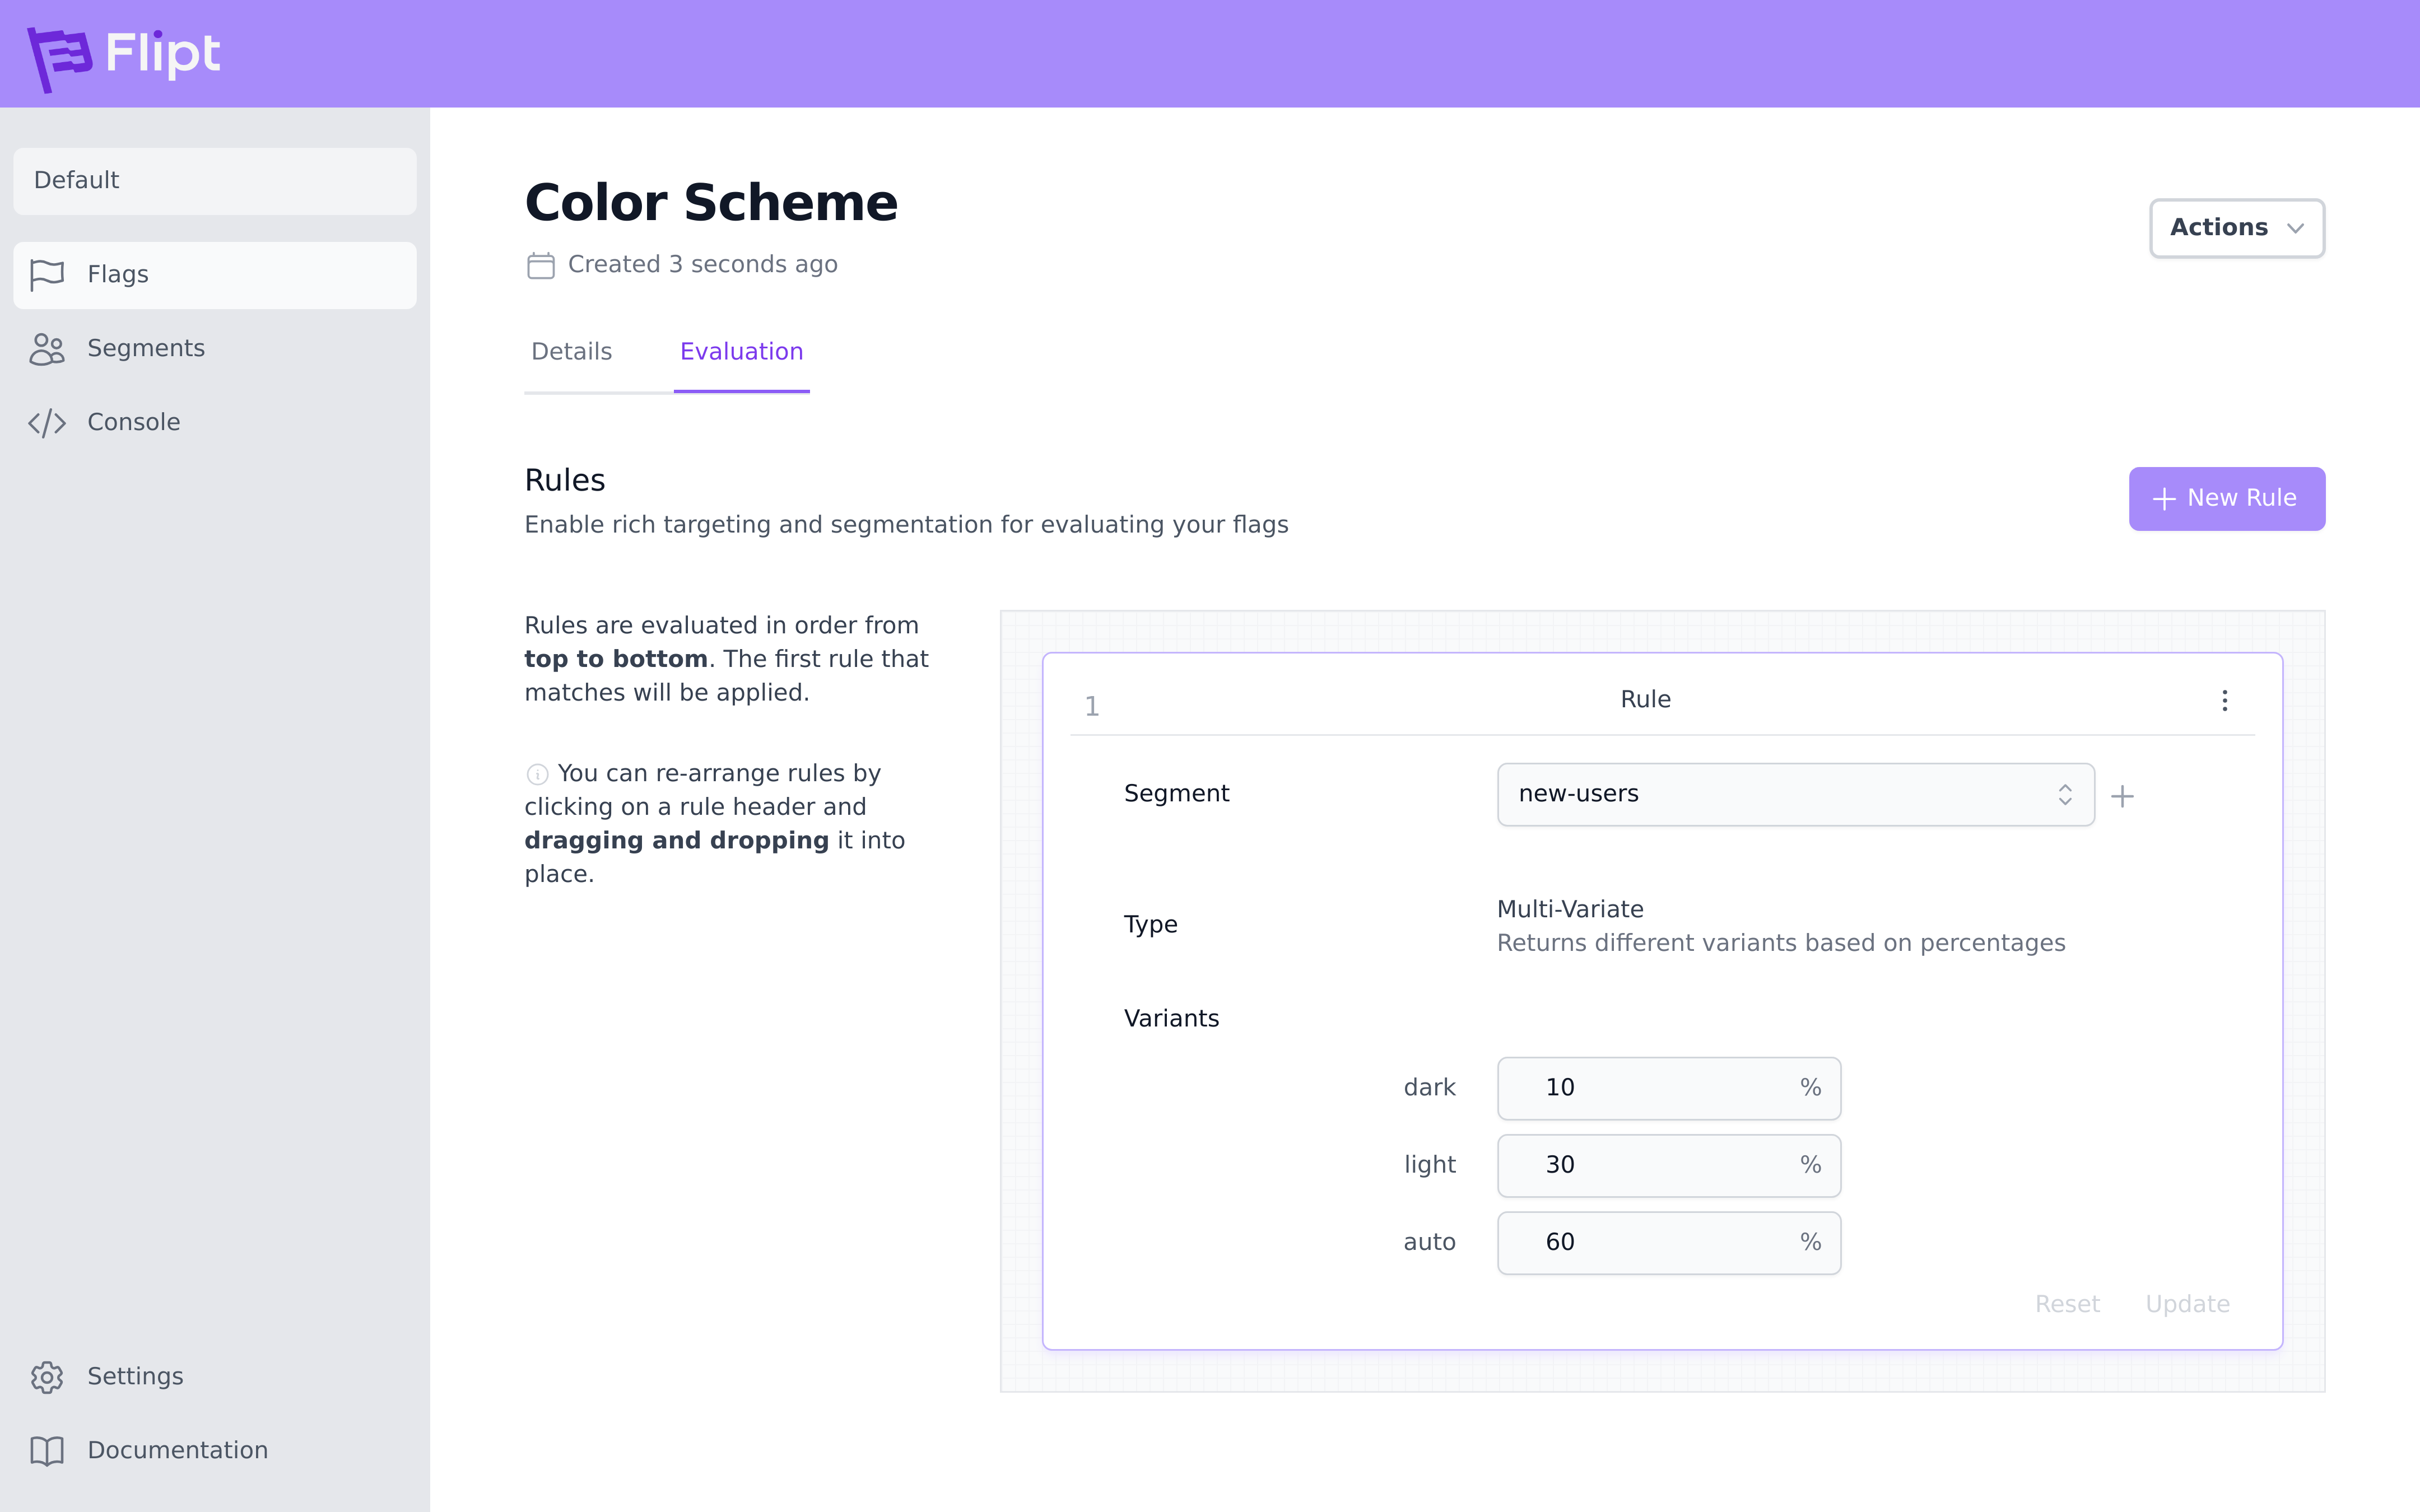 Flipt
Default
Flags
Segments
Console
Settings
Documentation
Color Scheme
Created 3 seconds ago
Actions
Details
Evaluation
Rules
Enable rich targeting and segmentation for evaluating your flags
+ New Rule
Rules are evaluated in order from
top to bottom. The first rule that
matches will be applied.
You can re-arrange rules by
clicking on a rule header and
dragging and dropping it into
place.
1
Rule
Segment
new-users
Type
Multi-Variate
Returns different variants based on percentages
Variants
dark 10 %
light 30 %
auto 60 %
Reset
Update